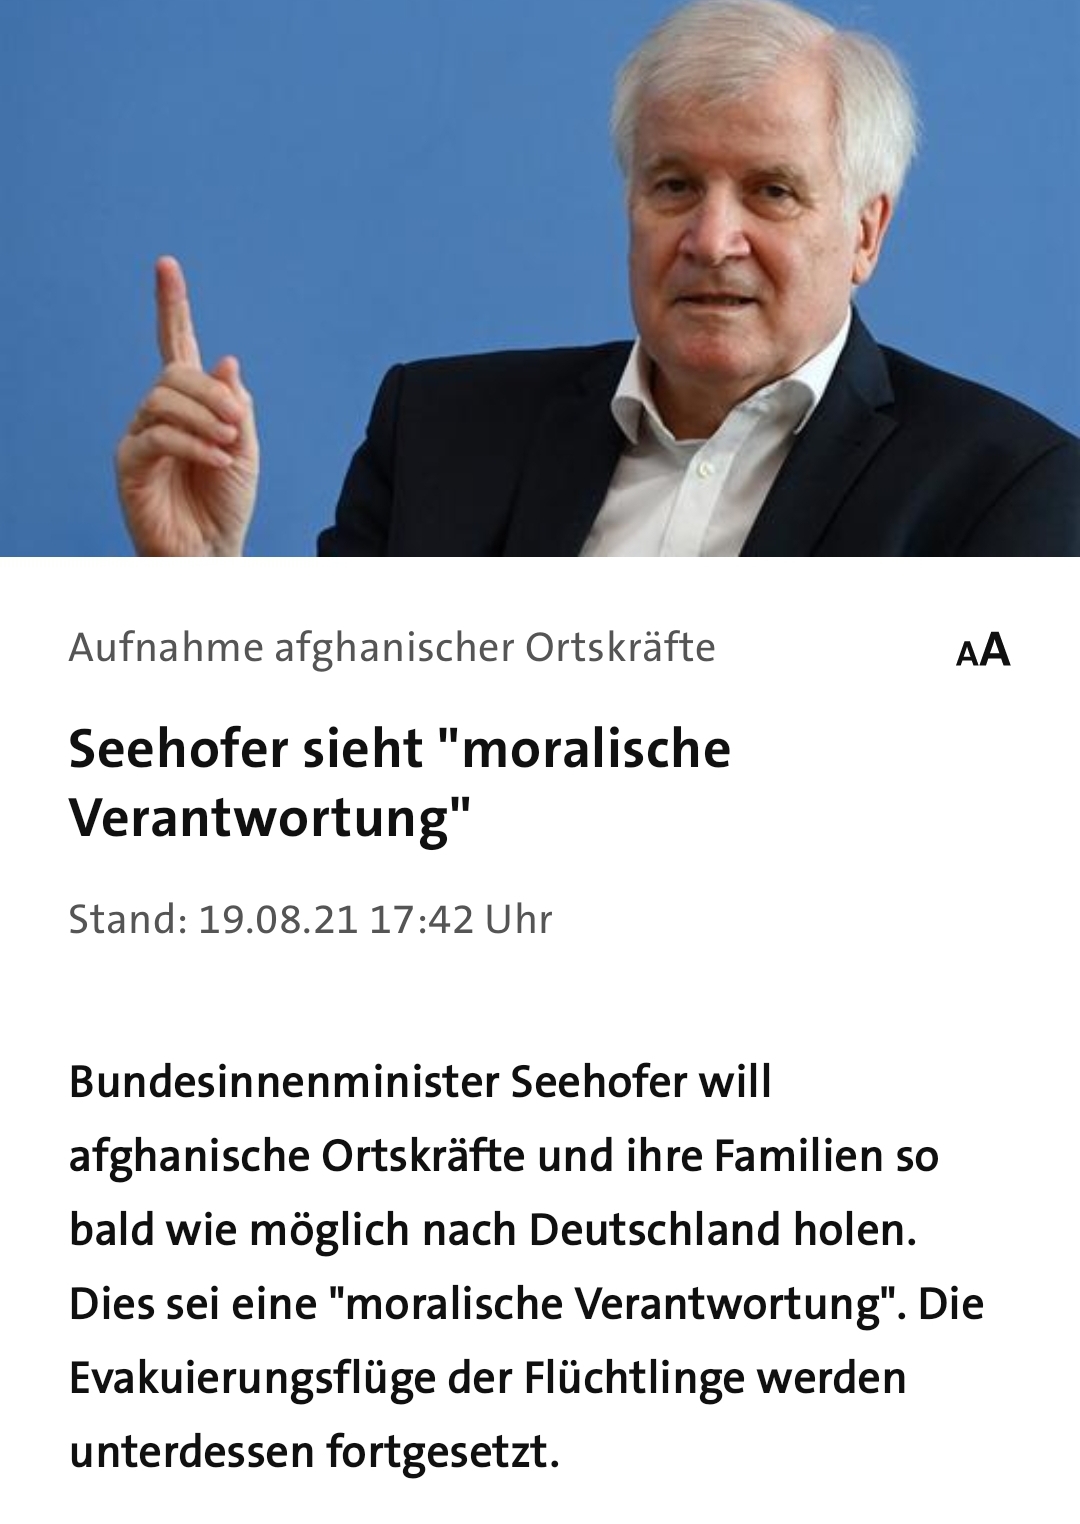 Aufnahme afghanischer Ortskräfte AA
Seehofer sieht "moralische
Verantwortung"
Stand: 19.08.21 17:42 Uhr
Bundesinnenminister Seehofer will
afghanische Ortskräfte und ihre Familien so
bald wie möglich nach Deutschland holen.
Dies sei eine "moralische Verantwortung". Die
Evakuierungsflüge der Flüchtlinge werden
unterdessen fortgesetzt.